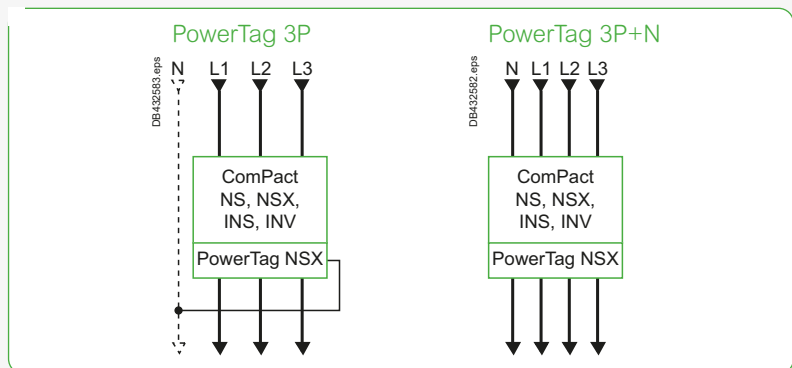 PowerTag 3P
DB432583.eps
N L1 L2 L3
ComPact
NS, NSX,
INS, INV
PowerTag NSX
PowerTag 3P+N
DB432582.eps
N L1 L2 L3
ComPact
NS, NSX,
INS, INV
PowerTag NSX